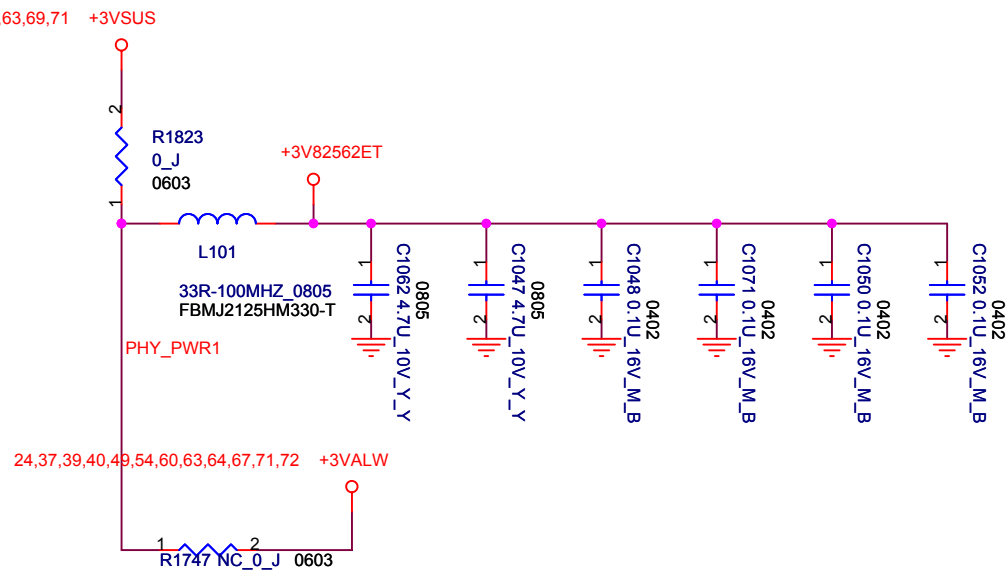 ,63,69,71 +3VSUS
2
R1823
0_J
0603
1
+3V82562ET
L101
33R-100MHZ_0805
FBMJ2125HM330-T
PHY_PWR1
1
2
C1062 4.7U_10V_Y_Y
0805
1
2
C1047 4.7U_10V_Y_Y
0805
1
2
C1048 0.1U_16V_M_B
0402
1
2
C1071 0.1U_16V_M_B
0402
1
2
C1050 0.1U_16V_M_B
0402
1
2
C1052 0.1U_16V_M_B
0402
24,37,39,40,49,54,60,63,64,67,71,72 +3VALW
1 2
R1747 NC_0_J 0603